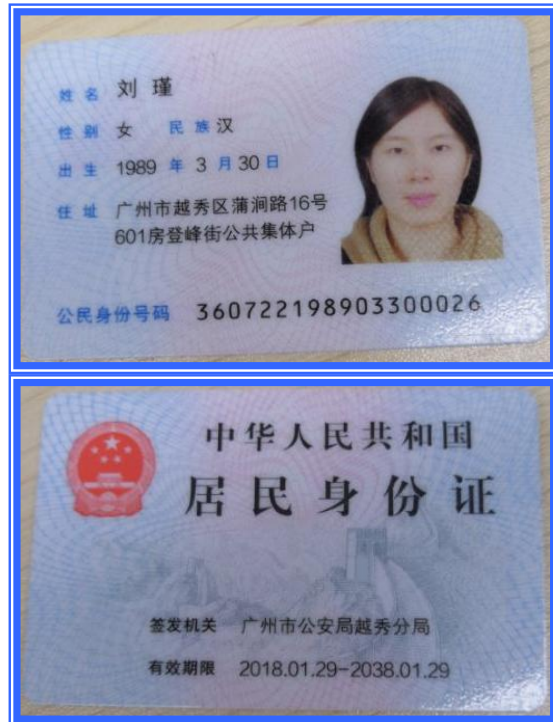 姓 名 刘 瑾
性 别 女 民 族 汉
出 生 1989 年 3 月 30 日
住 址 广州市越秀区蒲涧路16号
601房登峰街公共集体户
公民身份号码 360722198903300026
中华人民共和国
居民身份证
签发机关 广州市公安局越秀分局
有效期限 2018.01.29-2038.01.29